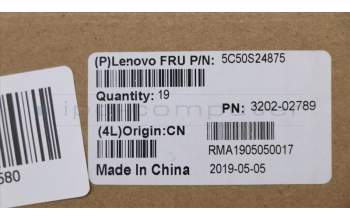 (P)Lenovo FRU P/N: 5C50S24875
Quantity: 19
PN: 3202-02789
(4L)Origin:CN
RMA1905050017
Made In China 2019-05-05
580